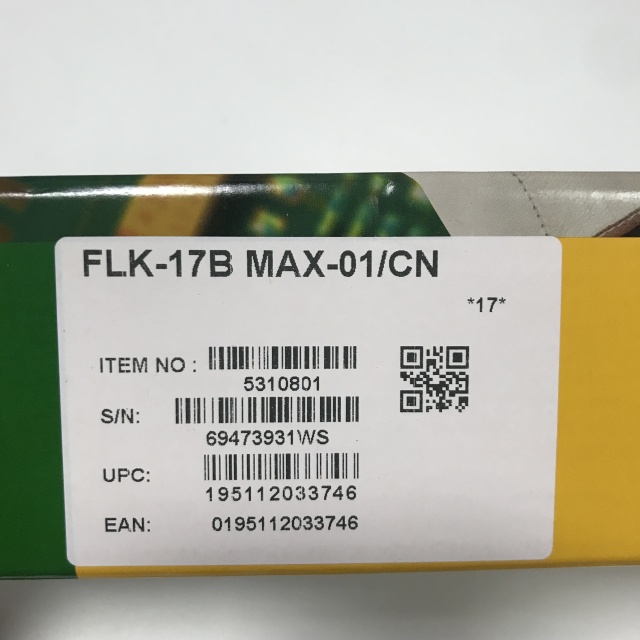 FLK-17B MAX-01/CN
*17*
ITEM NO :
5310801
S/N:
69473931WS
UPC:
195112033746
EAN: 0195112033746